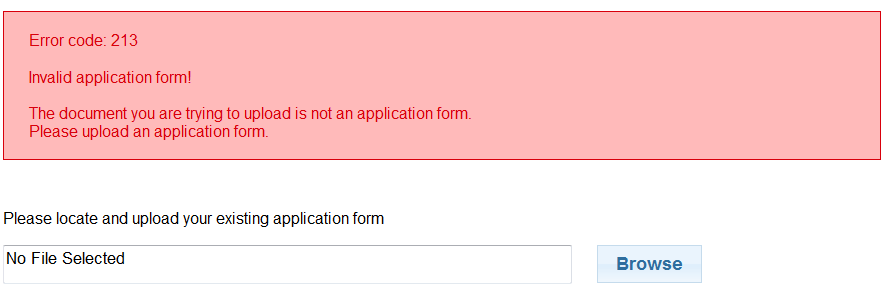 Error code: 213
Invalid application form!
The document you are trying to upload is not an application form.
Please upload an application form.
Please locate and upload your existing application form
No File Selected
Browse